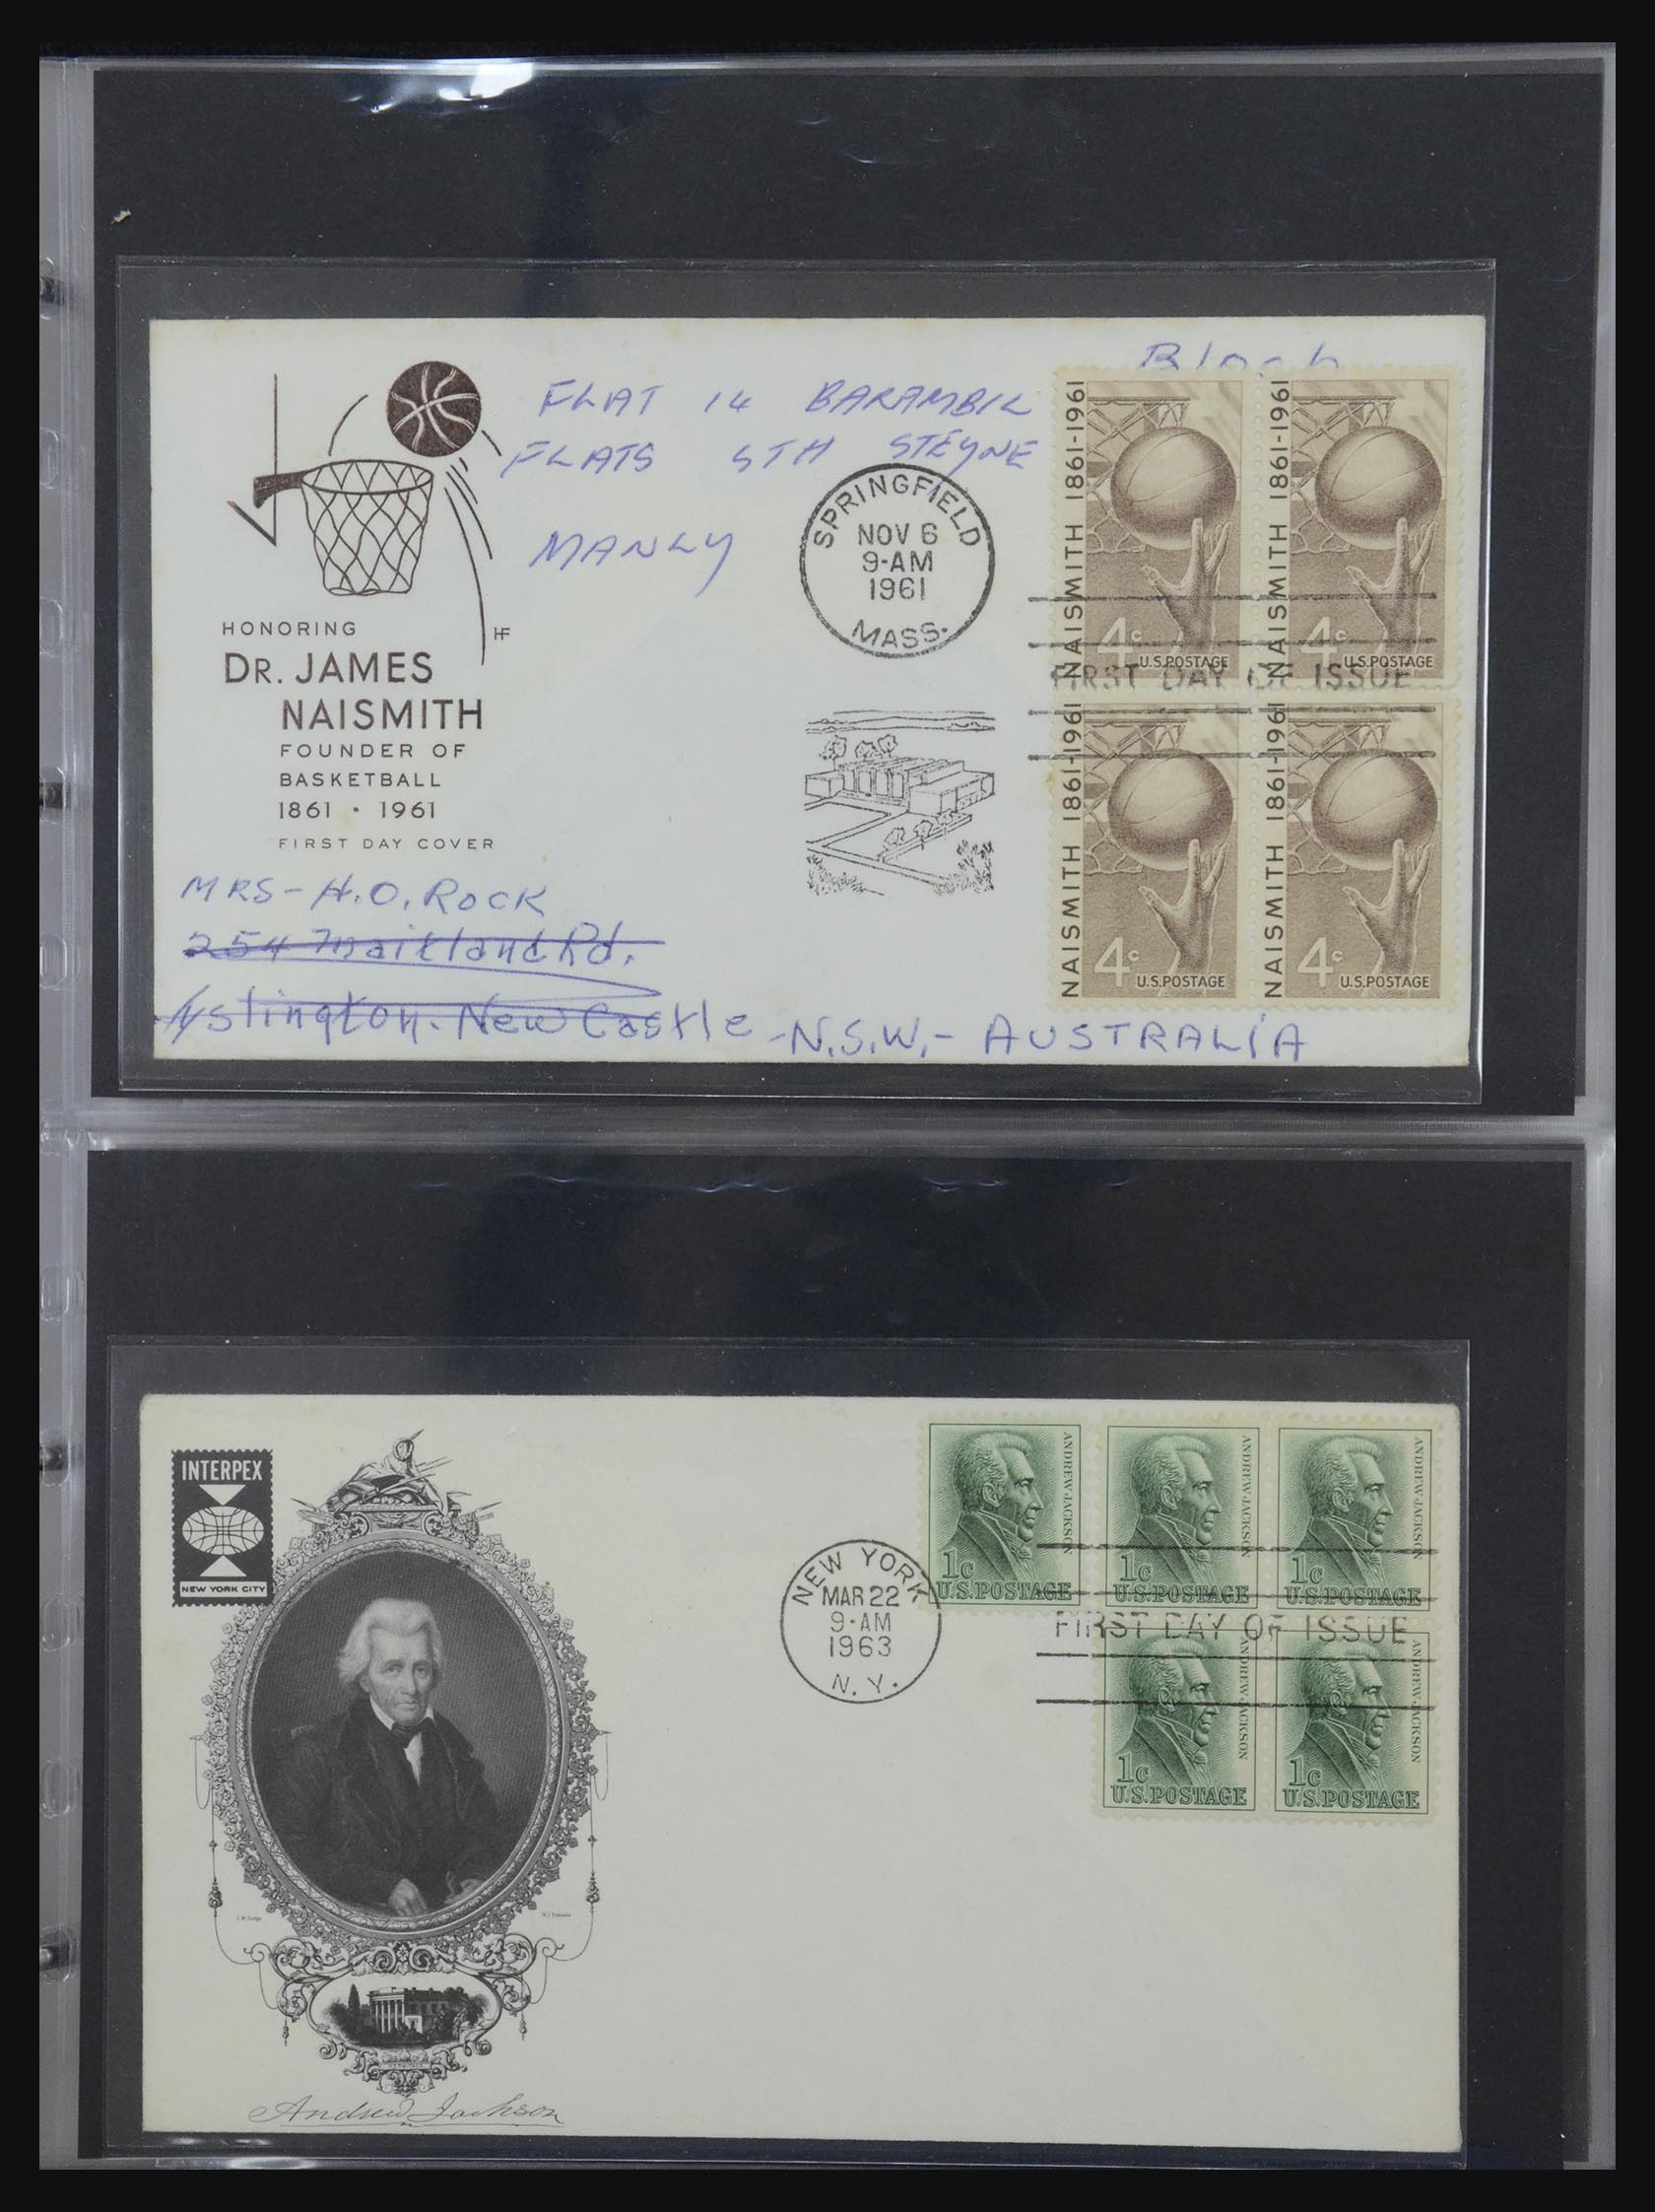 FLAT 14 BARAMBIL
FLATS STH STEYNE
MANLY
SPRINGFIELD
NOV 6
9-AM
1961
MASS.
HONORING
DR. JAMES
NAISMITH
FOUNDER OF
BASKETBALL
1861 · 1961
FIRST DAY COVER
HF
NAISMITH 1861-1961
4c
U.S.POSTAGE
NAISMITH 1861-1961
4c
U.S.POSTAGE
FIRST DAY OF ISSUE
NAISMITH 1861-1961
4c
U.S.POSTAGE
NAISMITH 1861-1961
4c
U.S.POSTAGE
MRS - H.O. ROCK
254 Maitland Rd.
Islington. New Castle - N.S.W. - AUSTRALIA
INTERPEX
NEW YORK CITY
NEW YORK
MAR 22
9-AM
1963
N. Y.
ANDREW JACKSON
1c
U.S.POSTAGE
ANDREW JACKSON
1c
U.S.POSTAGE
ANDREW JACKSON
1c
U.S.POSTAGE
FIRST DAY OF ISSUE
ANDREW JACKSON
1c
U.S.POSTAGE
ANDREW JACKSON
1c
U.S.POSTAGE
Andrew Jackson